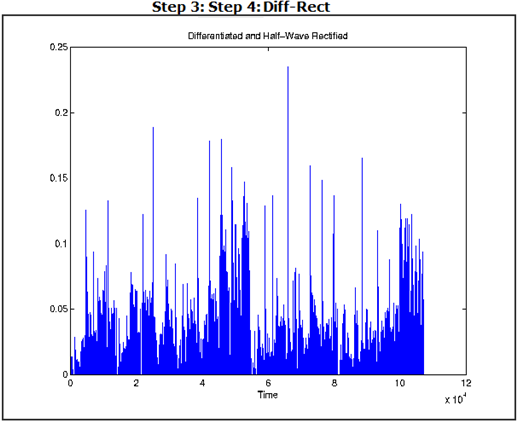 Step 3: Step 4: Diff-Rect
Differentiated and Half-Wave Rectified
0.25
0.2
0.15
0.1
0.05
0
0 2 4 6 8 10 12
Time
x 10^4